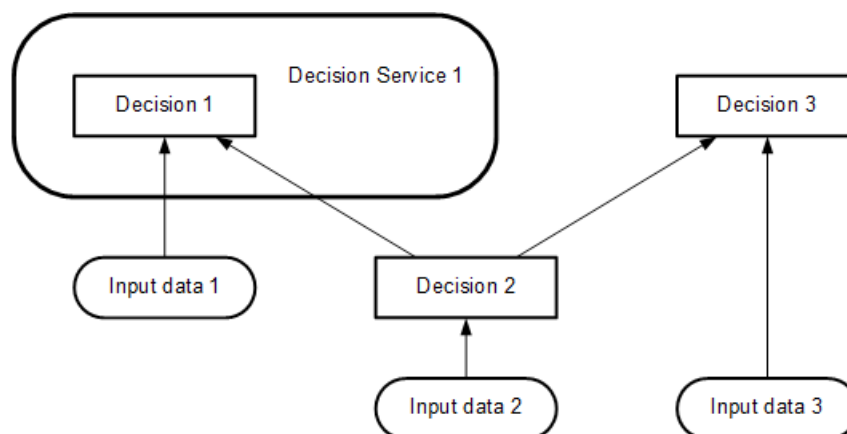 Decision Service 1
Decision 1
Decision 3
Input data 1
Decision 2
Input data 2
Input data 3